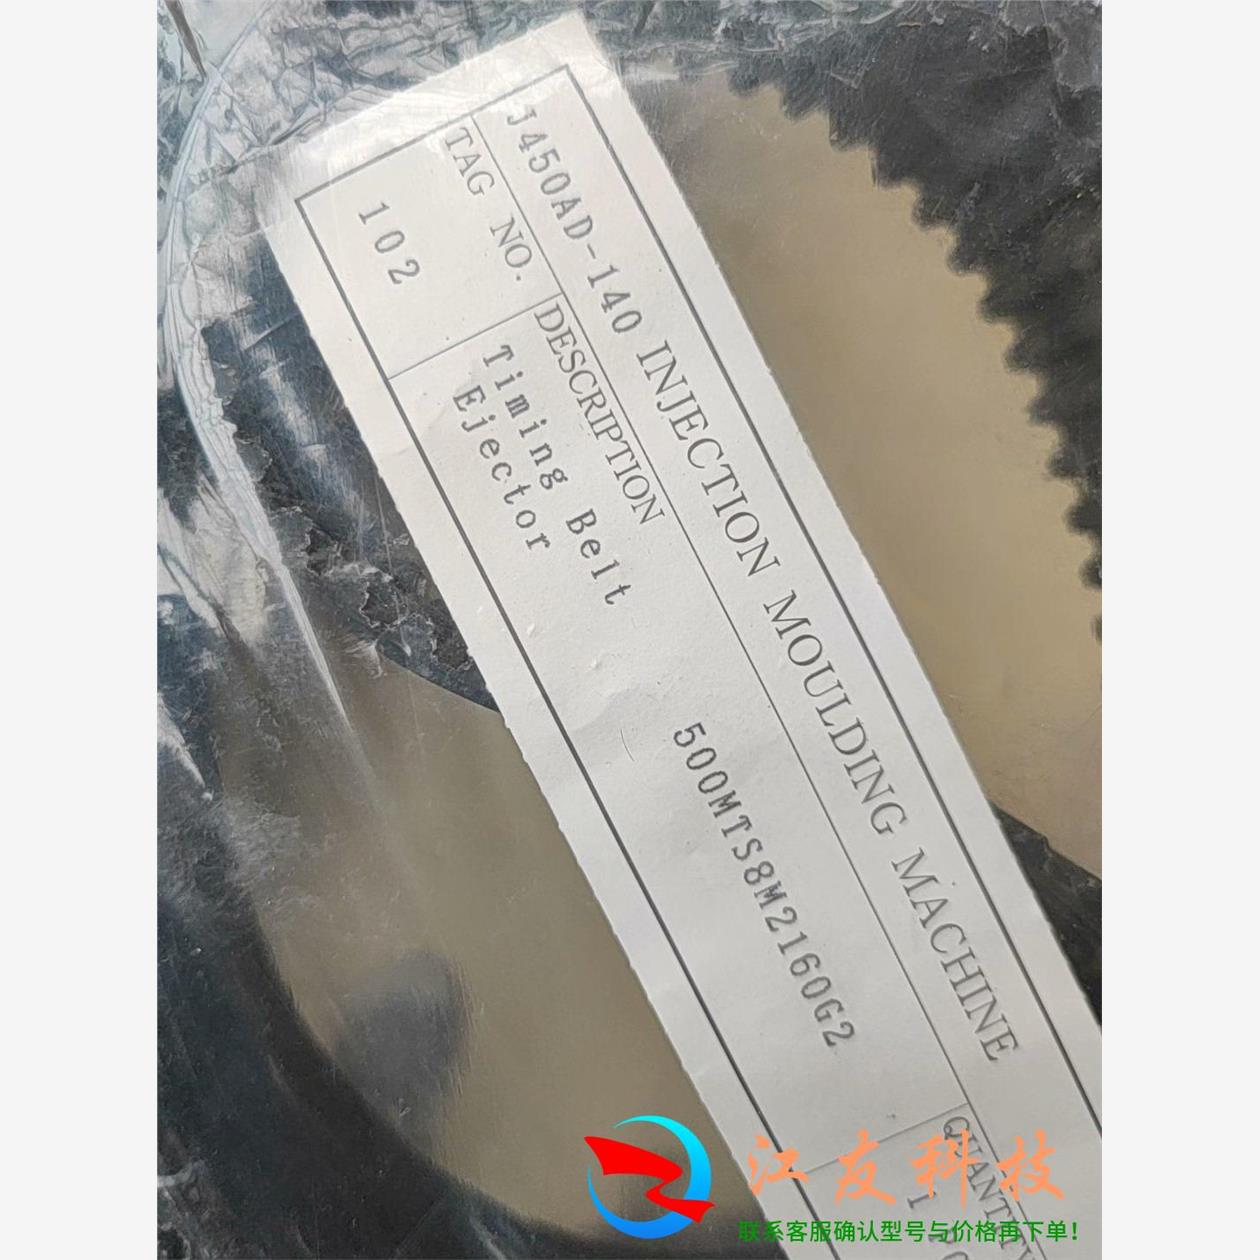 J450AD-140 INJECTION MOULDING MACHINE
TAG NO.
DESCRIPTION
102
Timing Belt
Ejector
500MTS8M2160G2
1
江友科技
联系客服确认型号与价格再下单！